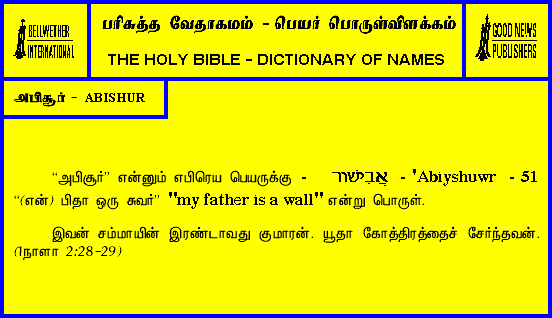 BELLWETHER
INTERNATIONAL
பரிசுத்த வேதாகமம் - பெயர் பொருள்விளக்கம்
THE HOLY BIBLE - DICTIONARY OF NAMES
GOOD NEWS
PUBLISHERS
அபிசூர் - ABISHUR
“அபிசூர்” என்னும் எபிரெய பெயருக்கு - אֲבִישׁוּר - 'Abiyshuwr - 51
“(என்) பிதா ஒரு சுவர்” "my father is a wall" என்று பொருள்.
இவன் சம்மாயின் இரண்டாவது குமாரன். யூதா கோத்திரத்தைச் சேர்ந்தவன்.
(1நாளா 2:28-29)